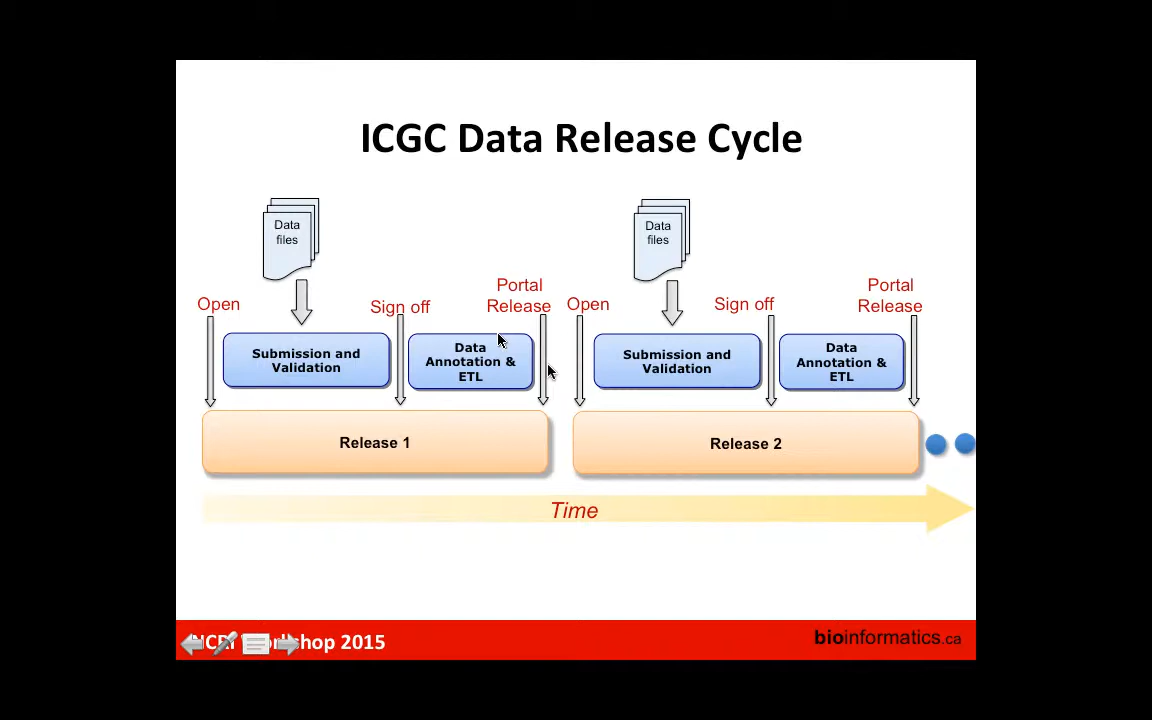 ICGC Data Release Cycle
Data
files
Data
files
Open
Sign off
Portal
Release
Open
Sign off
Portal
Release
Submission and
Validation
Data
Annotation &
ETL
Submission and
Validation
Data
Annotation &
ETL
Release 1
Release 2
Time
2015
bioinformatics.ca